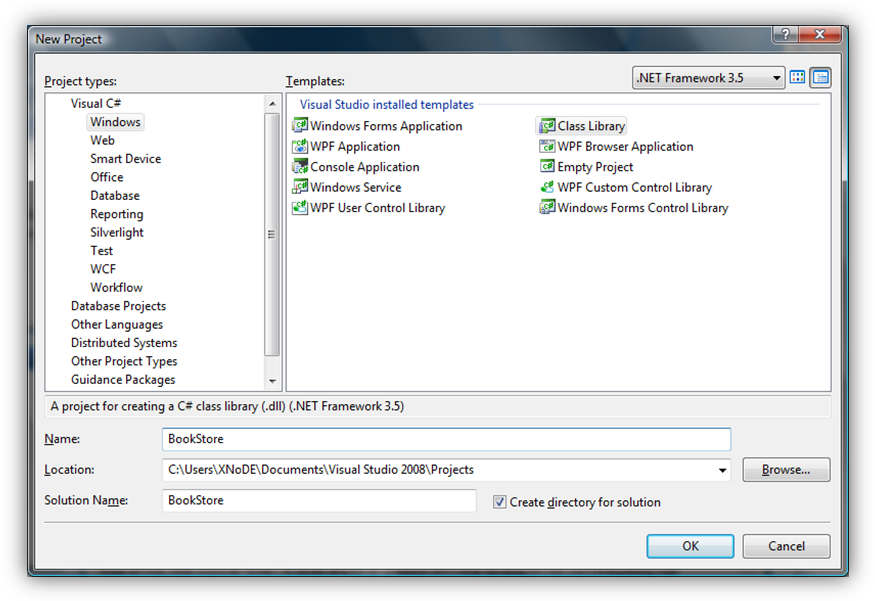 New Project
Project types:
Templates:
.NET Framework 3.5
Visual C#
Windows
Web
Smart Device
Office
Database
Reporting
Silverlight
Test
WCF
Workflow
Database Projects
Other Languages
Distributed Systems
Other Project Types
Guidance Packages
Visual Studio installed templates
Windows Forms Application
Class Library
WPF Application
WPF Browser Application
Console Application
Empty Project
Windows Service
WPF Custom Control Library
WPF User Control Library
Windows Forms Control Library
A project for creating a C# class library (.dll) (.NET Framework 3.5)
Name:
BookStore
Location:
C:\Users\XNoDE\Documents\Visual Studio 2008\Projects
Browse...
Solution Name:
BookStore
Create directory for solution
OK
Cancel